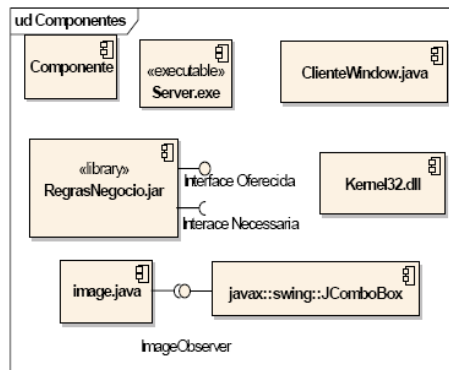 ud Componentes
Componente
«executable»
Server.exe
ClienteWindow.java
«library»
RegrasNegocio.jar
Interface Oferecida
Interace Necessaria
Kernel32.dll
image.java
javax::swing::JComboBox
ImageObserver